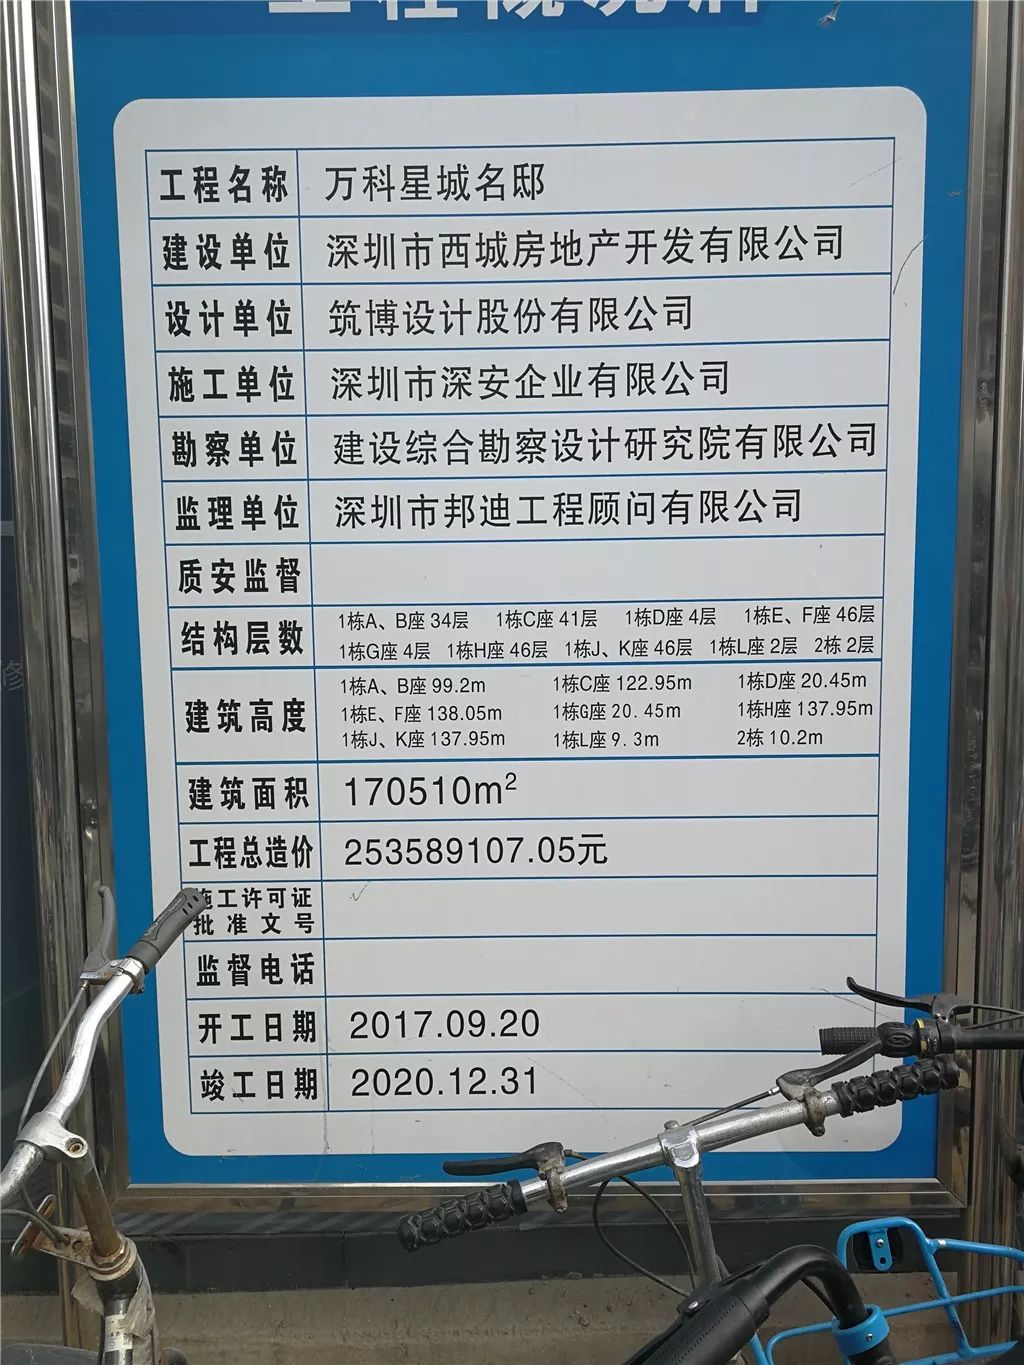 工程概况牌
工程名称 万科星城名邸
建设单位 深圳市西城房地产开发有限公司
设计单位 筑博设计股份有限公司
施工单位 深圳市深安企业有限公司
勘察单位 建设综合勘察设计研究院有限公司
监理单位 深圳市邦迪工程顾问有限公司
质安监督
结构层数 1栋A、B座 34层 1栋C座 41层 1栋D座 4层 1栋E、F座 46层
1栋G座 4层 1栋H座 46层 1栋J、K座 46层 1栋L座 2层 2栋 2层
建筑高度 1栋A、B座 99.2m 1栋C座 122.95m 1栋D座 20.45m
1栋E、F座 138.05m 1栋G座 20.45m 1栋H座 137.95m
1栋J、K座 137.95m 1栋L座 9.3m 2栋 10.2m
建筑面积 170510m²
工程总造价 253589107.05元
施工许可证
批准文号
监督电话
开工日期 2017.09.20
竣工日期 2020.12.31
修